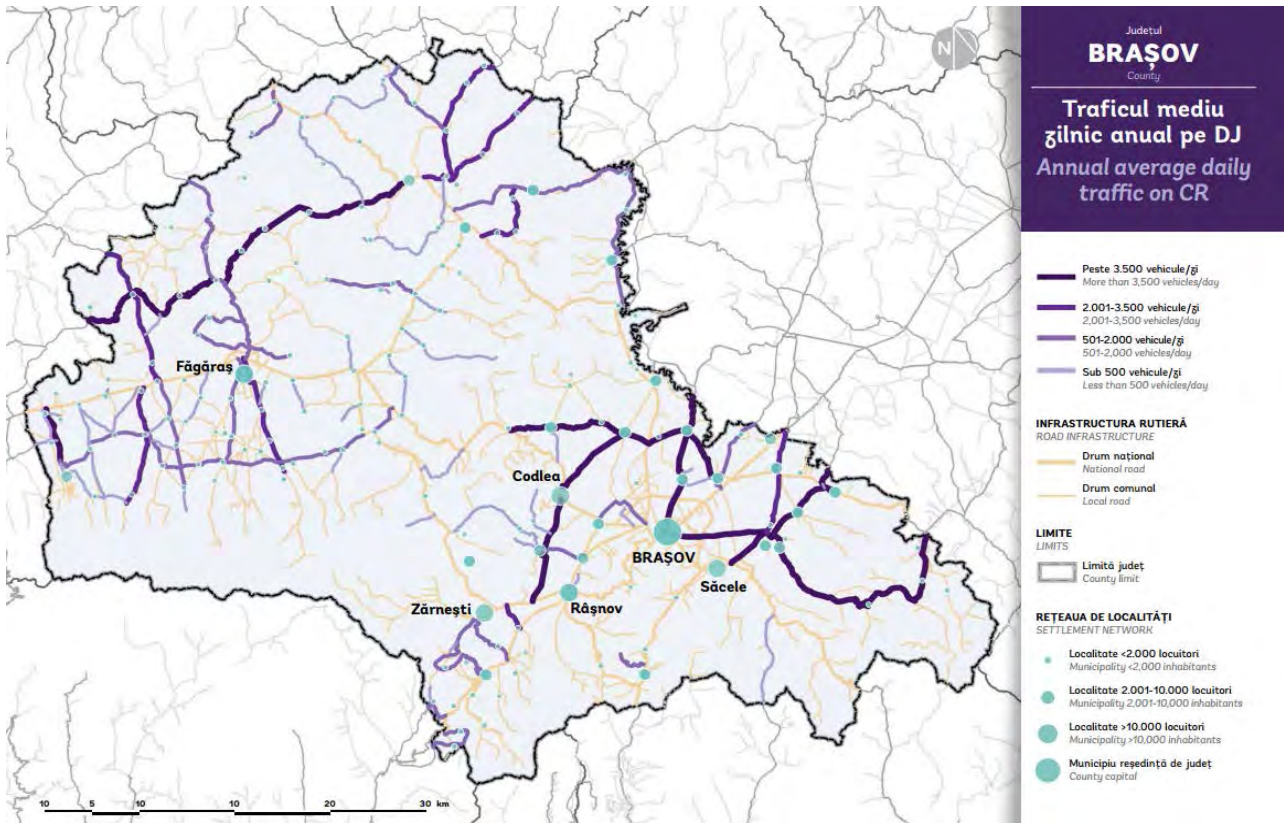 N
Județul
BRAȘOV
County
Traficul mediu
zilnic anual pe DJ
Annual average daily
traffic on CR
Peste 3.500 vehicule/zi
More than 3,500 vehicles/day
2.001-3.500 vehicule/zi
2,001-3,500 vehicles/day
501-2.000 vehicule/zi
501-2,000 vehicles/day
Sub 500 vehicule/zi
Less than 500 vehicles/day
INFRASTRUCTURA RUTIERĂ
ROAD INFRASTRUCTURE
Drum național
National road
Drum comunal
Local road
LIMITE
LIMITS
Limită județ
County limit
REȚEAUA DE LOCALITĂȚI
SETTLEMENT NETWORK
Localitate <2.000 locuitori
Municipality <2,000 inhabitants
Localitate 2.001-10.000 locuitori
Municipality 2,001-10,000 inhabitants
Localitate >10.000 locuitori
Municipality >10,000 inhabitants
Municipiu reședință de județ
County capital
Făgăraș
Codlea
BRAȘOV
Săcele
Zărnești
Râșnov
10 5 10 10 20 30 km